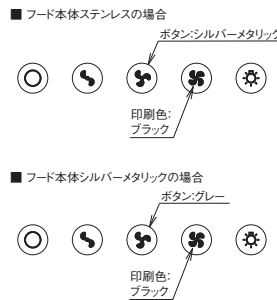 ■ フード本体ステンレスの場合
ボタン:シルバーメタリック
印刷色:
ブラック
■ フード本体シルバーメタリックの場合
ボタン:グレー
印刷色:
ブラック